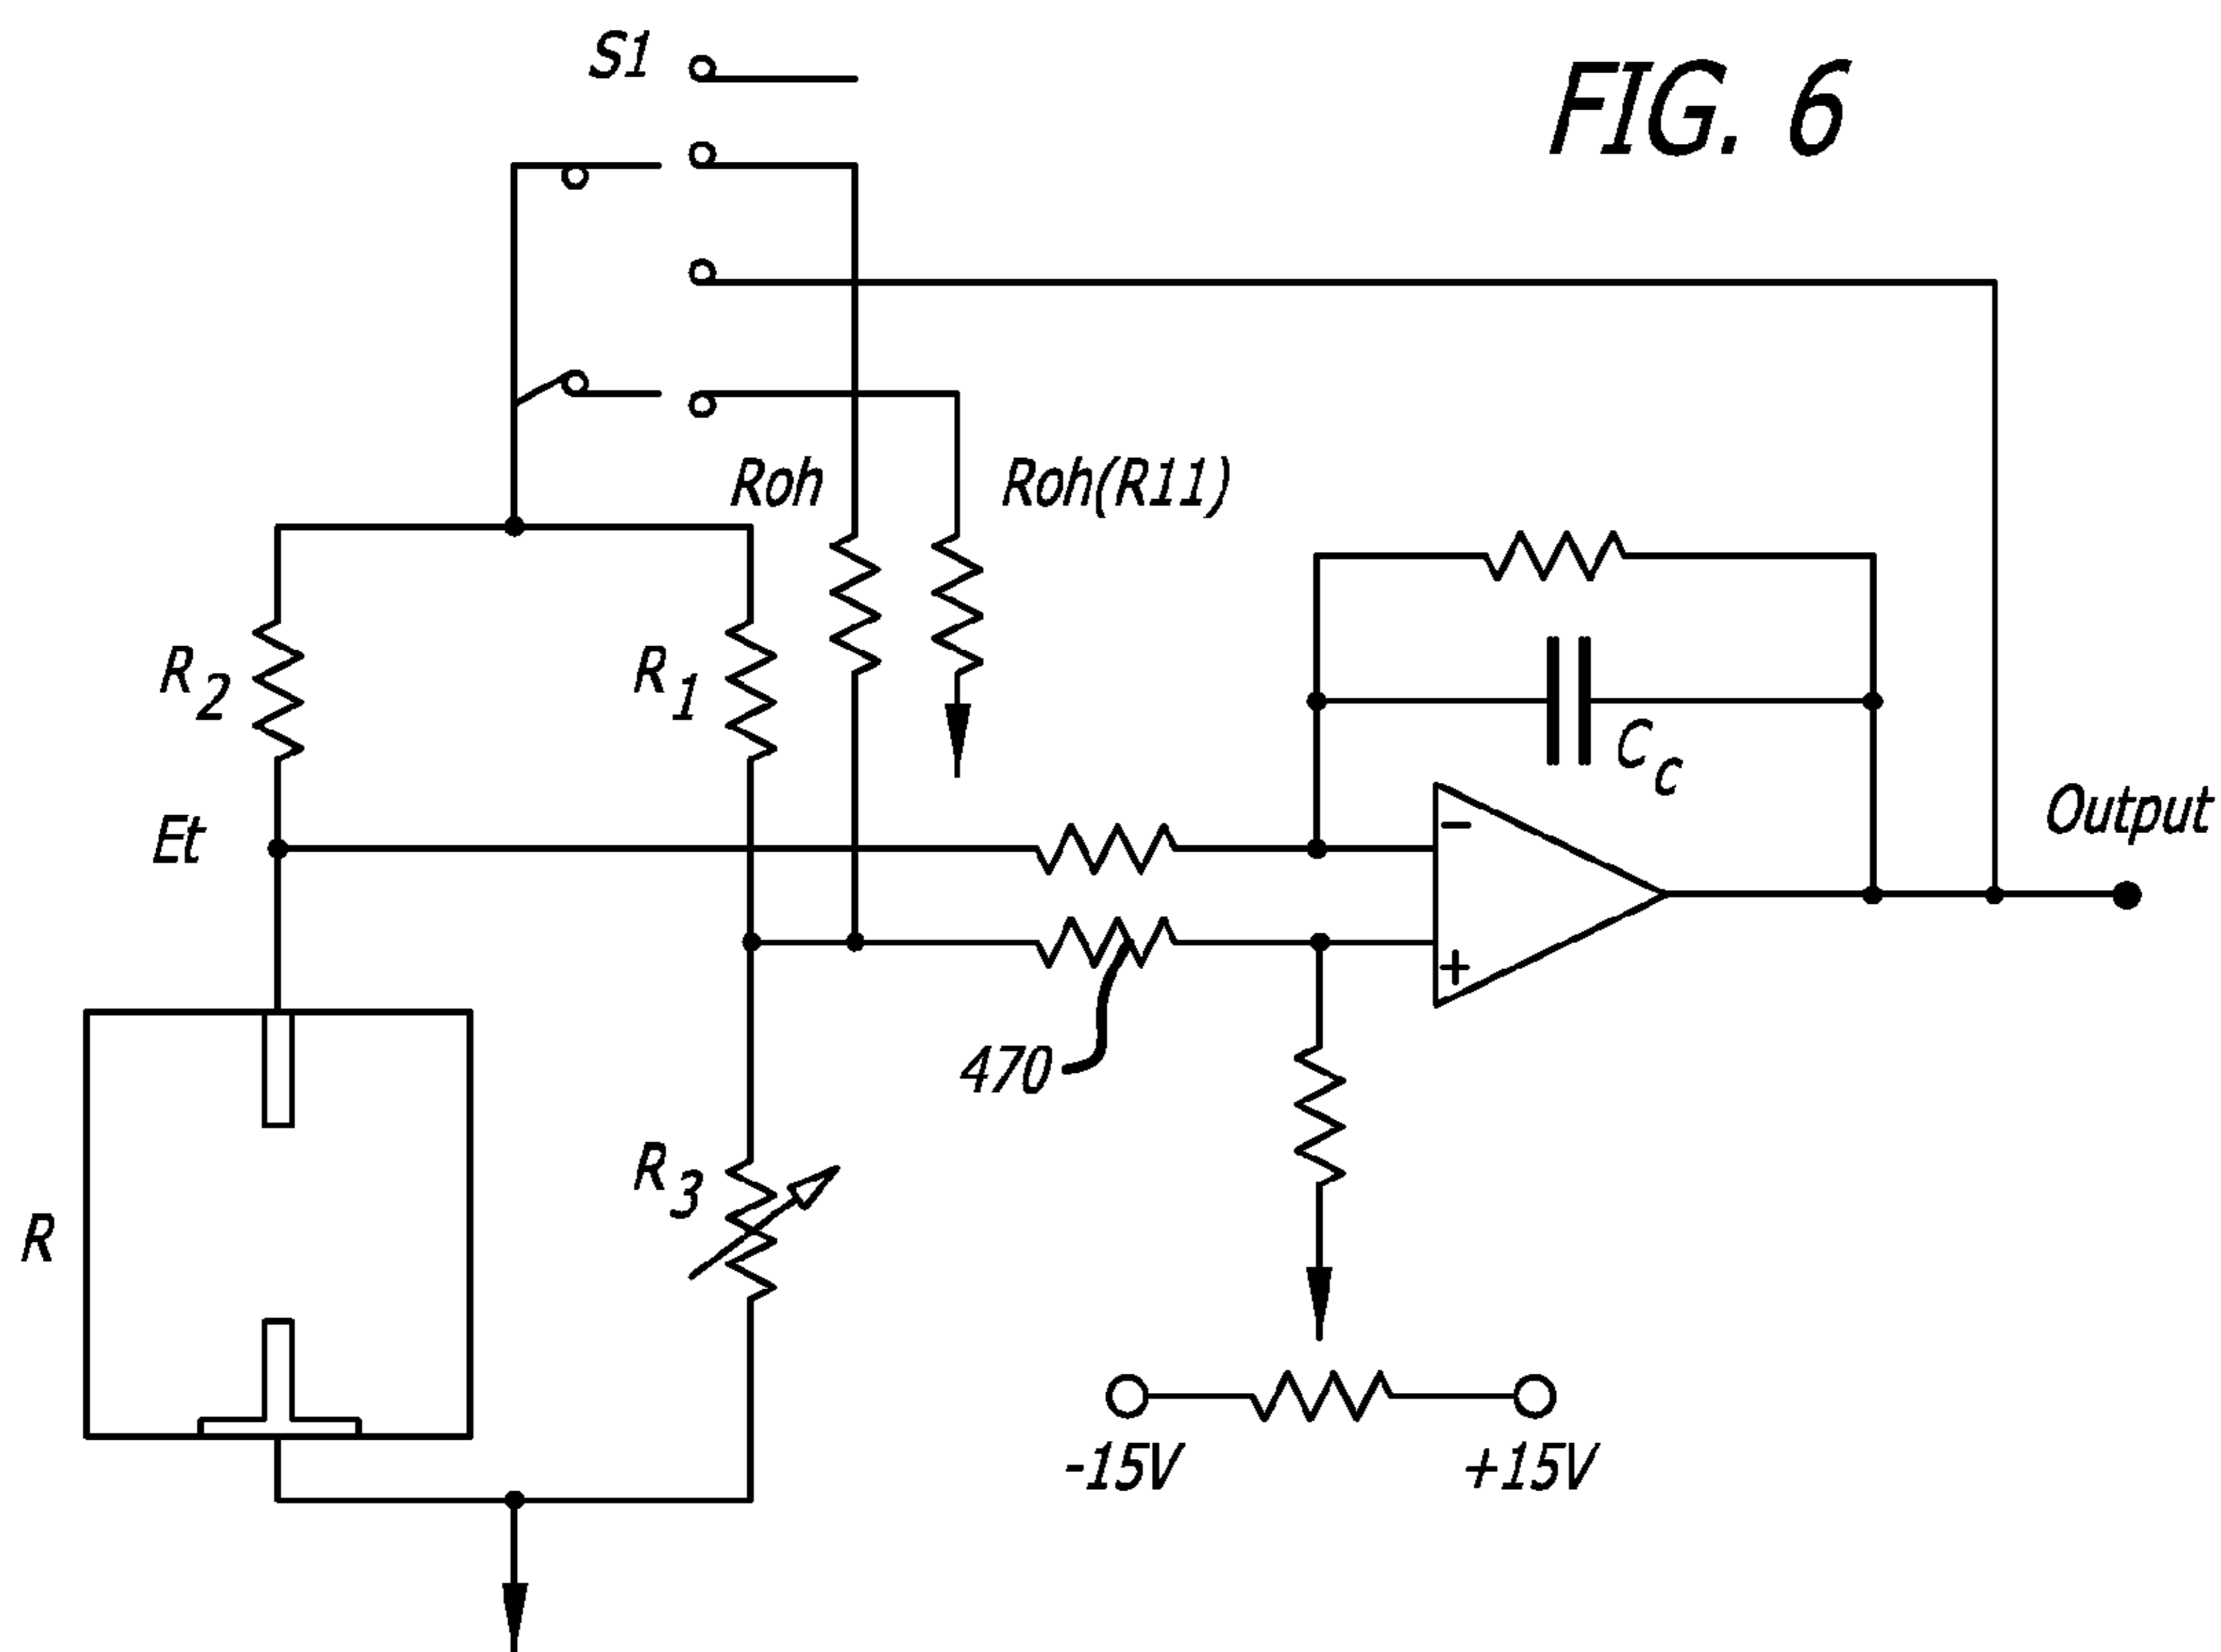 S1
FIG. 6
Roh
Roh(R11)
R2
R1
Cc
Et
Output
-
+
470
R3
R
-15V
+15V